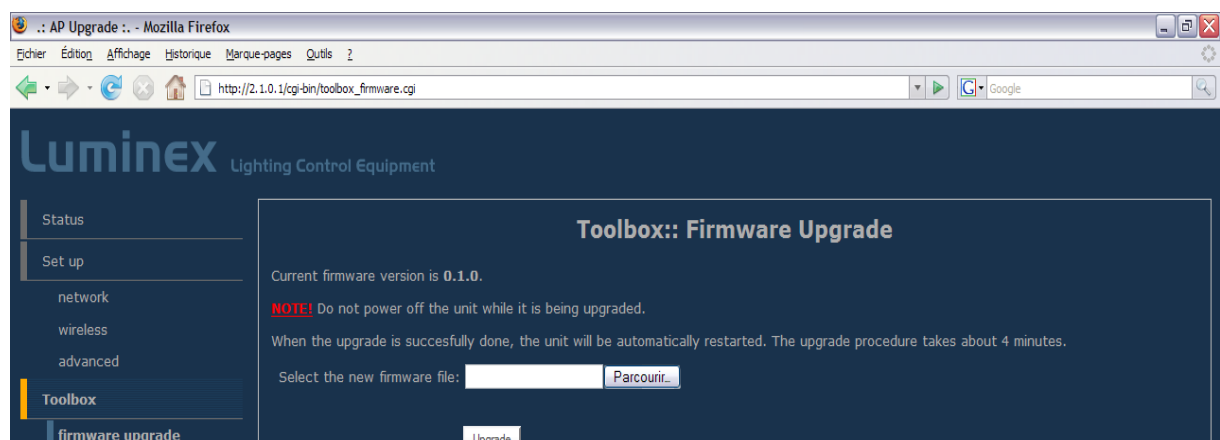 .: AP Upgrade :. - Mozilla Firefox
Fichier Édition Affichage Historique Marque-pages Outils ?
http://2.1.0.1/cgi-bin/toolbox_firmware.cgi
G Google
Luminex Lighting Control Equipment
Status
Set up
network
wireless
advanced
Toolbox
firmware upgrade
Toolbox:: Firmware Upgrade
Current firmware version is 0.1.0.
NOTE! Do not power off the unit while it is being upgraded.
When the upgrade is succesfully done, the unit will be automatically restarted. The upgrade procedure takes about 4 minutes.
Select the new firmware file: Parcourir...
Upgrade